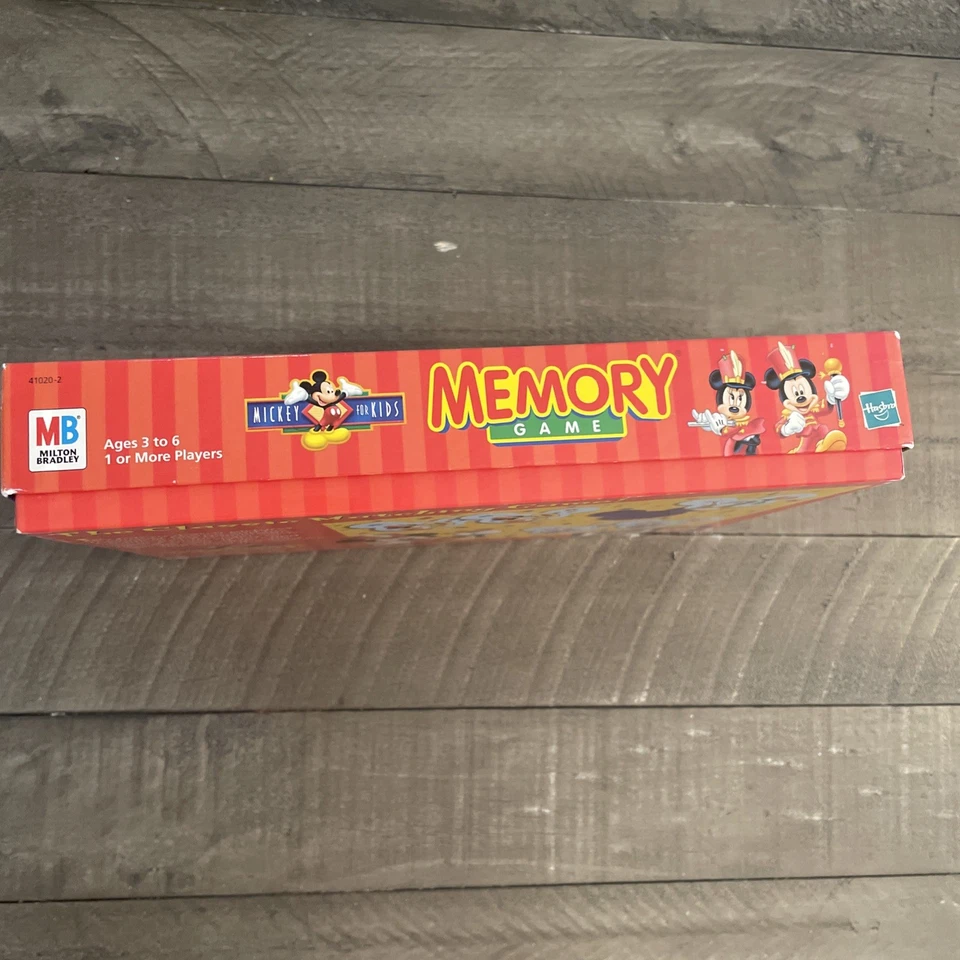 41020-2
MB
MILTON
BRADLEY
Ages 3 to 6
1 or More Players
MICKEY FOR KIDS
MEMORY
GAME
Hasbro